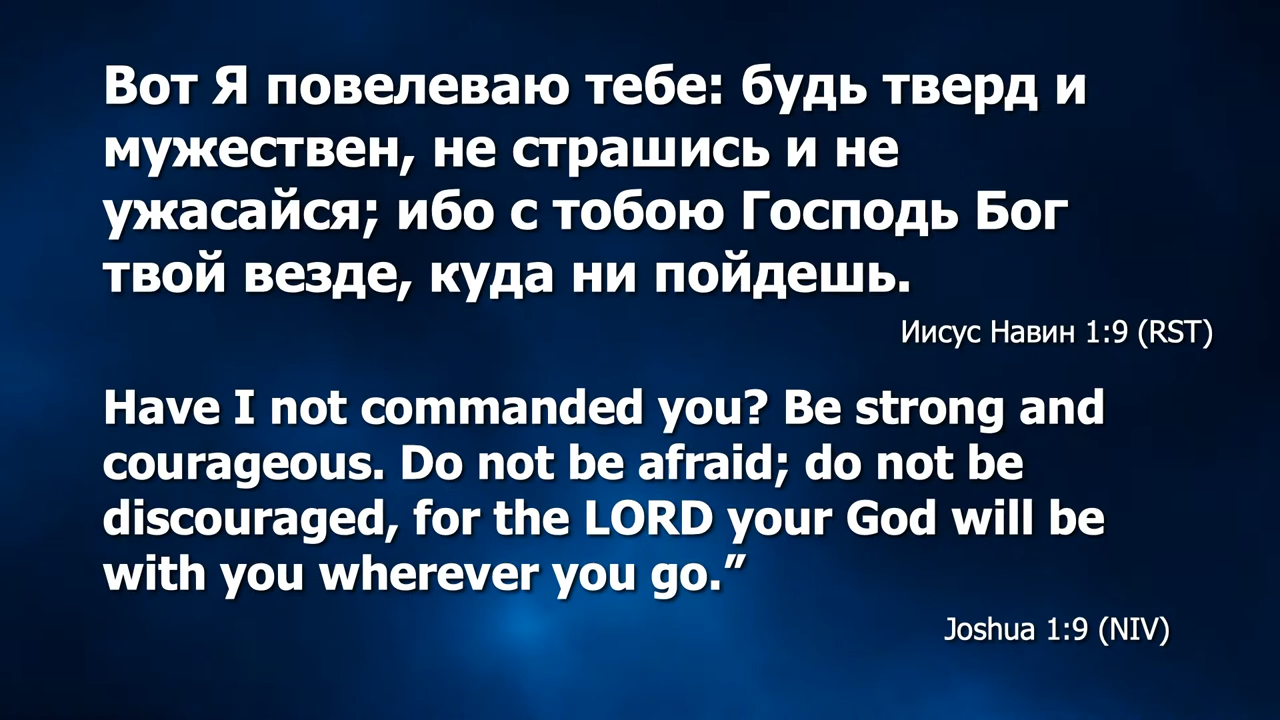 Вот Я повелеваю тебе: будь тверд и
мужествен, не страшись и не
ужасайся; ибо с тобою Господь Бог
твой везде, куда ни пойдешь.
Иисус Навин 1:9 (RST)
Have I not commanded you? Be strong and
courageous. Do not be afraid; do not be
discouraged, for the LORD your God will be
with you wherever you go.”
Joshua 1:9 (NIV)